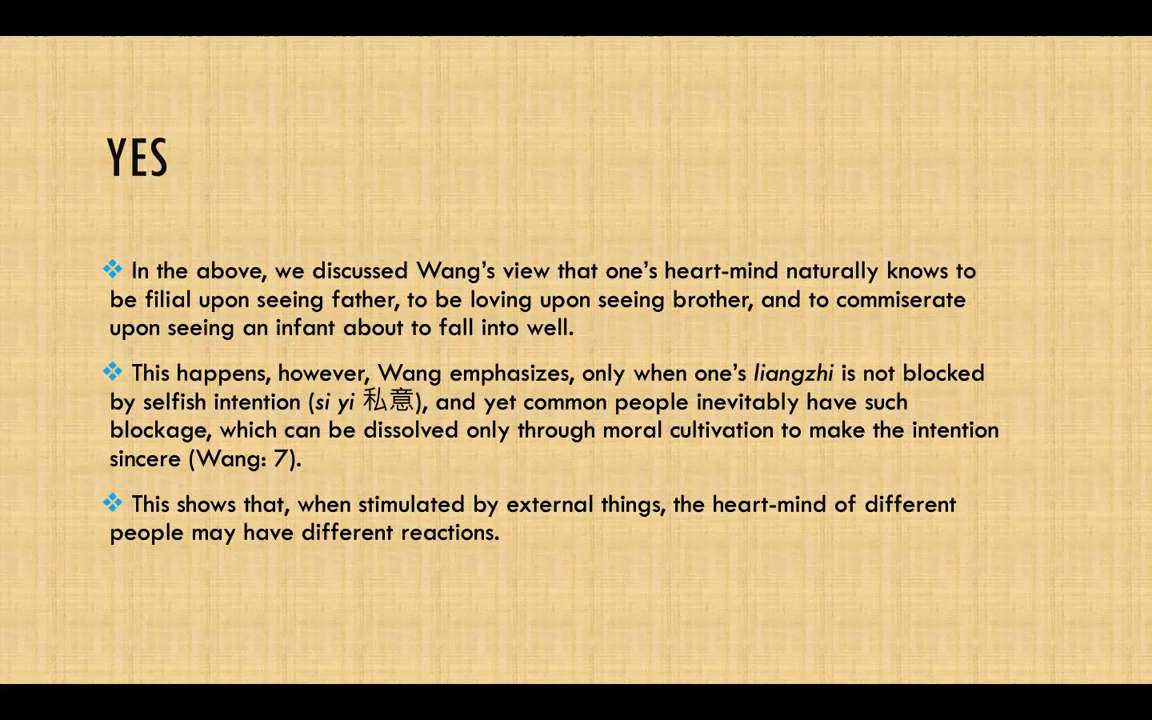 YES
❖ In the above, we discussed Wang's view that one's heart-mind naturally knows to
be filial upon seeing father, to be loving upon seeing brother, and to commiserate
upon seeing an infant about to fall into well.
❖ This happens, however, Wang emphasizes, only when one's liangzhi is not blocked
by selfish intention (si yi 私意), and yet common people inevitably have such
blockage, which can be dissolved only through moral cultivation to make the intention
sincere (Wang: 7).
❖ This shows that, when stimulated by external things, the heart-mind of different
people may have different reactions.